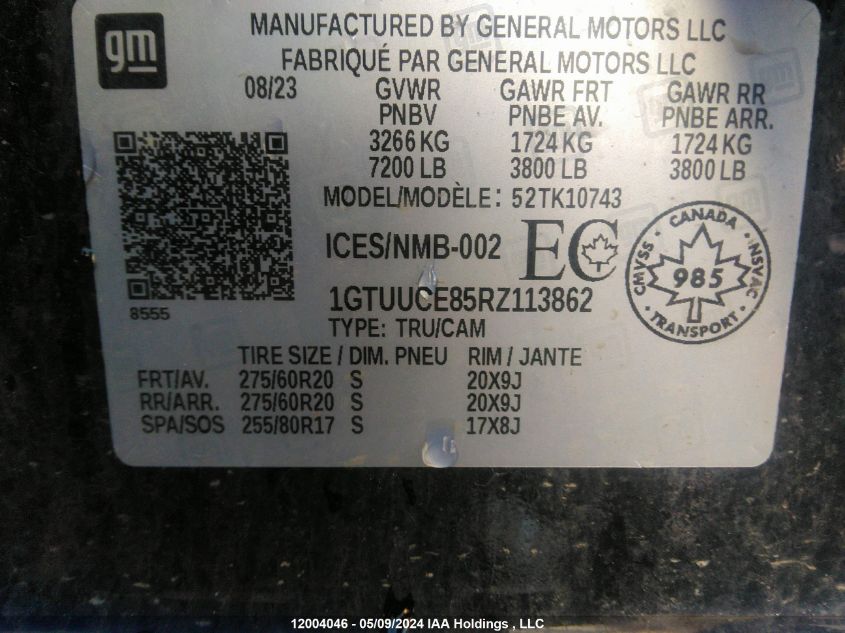 gm
MANUFACTURED BY GENERAL MOTORS LLC
FABRIQUÉ PAR GENERAL MOTORS LLC
08/23 GVWR GAWR FRT GAWR RR
PNBV PNBE AV. PNBE ARR.
3266 KG 1724 KG 1724 KG
7200 LB 3800 LB 3800 LB
MODEL/MODÈLE: 52TK10743
ICES/NMB-002 EC
CANADA
CMVSS 985 NSVAC
TRANSPORT
8555
1GTUUCE85RZ113862
TYPE: TRU/CAM
TIRE SIZE / DIM. PNEU RIM / JANTE
FRT/AV. 275/60R20 S 20X9J
RR/ARR. 275/60R20 S 20X9J
SPA/SOS 255/80R17 S 17X8J
12004046 - 05/09/2024 IAA Holdings , LLC